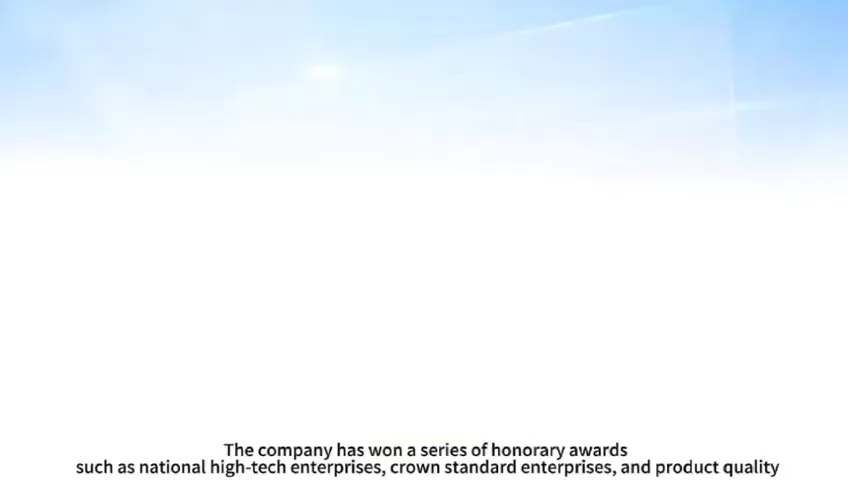 The company has won a series of honorary awards
such as national high-tech enterprises, crown standard enterprises, and product quality